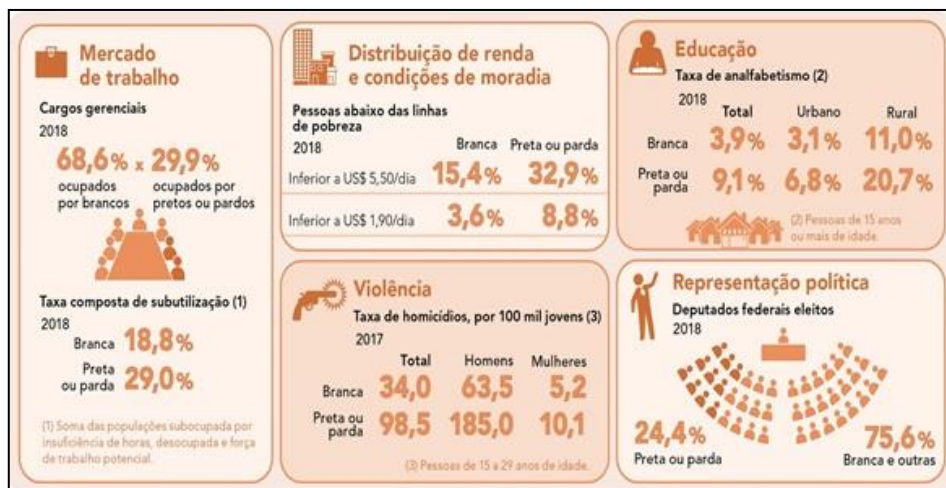 Mercado
de trabalho
Cargos gerenciais
2018
68,6% x 29,9%
ocupados por brancos
ocupados por pretos ou pardos
Taxa composta de subutilização (1)
2018
Branca 18,8%
Preta
ou parda 29,0%
(1) Soma das populações subocupada por
insuficiência de horas, desocupada e força
de trabalho potencial.
Distribuição de renda
e condições de moradia
Pessoas abaixo das linhas
de pobreza
2018
Branca Preta ou parda
Inferior a US$ 5,50/dia 15,4% 32,9%
Inferior a US$ 1,90/dia 3,6% 8,8%
Educação
Taxa de analfabetismo (2)
2018
Total Urbano Rural
Branca 3,9% 3,1% 11,0%
Preta ou
parda 9,1% 6,8% 20,7%
(2) Pessoas de 15 anos
ou mais de idade.
Violência
Taxa de homicídios, por 100 mil jovens (3)
2017
Total Homens Mulheres
Branca 34,0 63,5 5,2
Preta ou
parda 98,5 185,0 10,1
(3) Pessoas de 15 a 29 anos de idade.
Representação política
Deputados federais eleitos
2018
24,4%
Preta ou parda
75,6%
Branca e outras